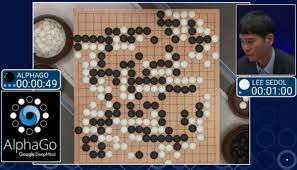 ALPHAGO
00:00:49
AlphaGo
Google DeepMind
LEE SEDOL
00:01:00